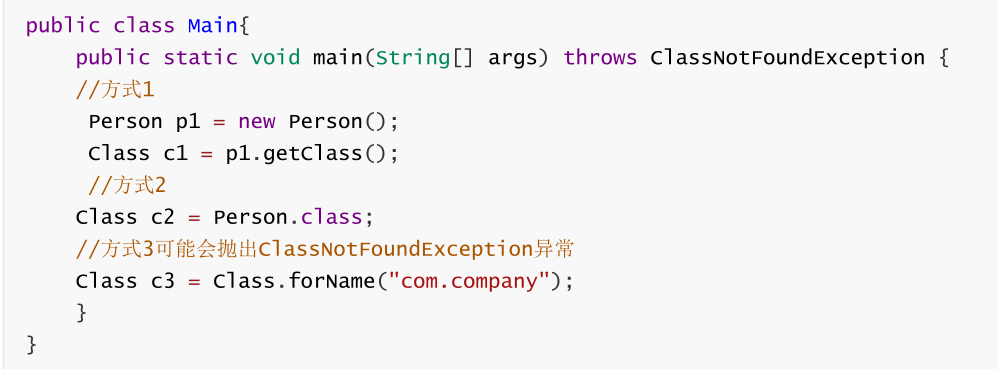 public class Main{
    public static void main(String[] args) throws ClassNotFoundException {
    //方式1
     Person p1 = new Person();
     Class c1 = p1.getClass();
     //方式2
    Class c2 = Person.class;
    //方式3可能会抛出ClassNotFoundException异常
    Class c3 = Class.forName("com.company");
    }
}